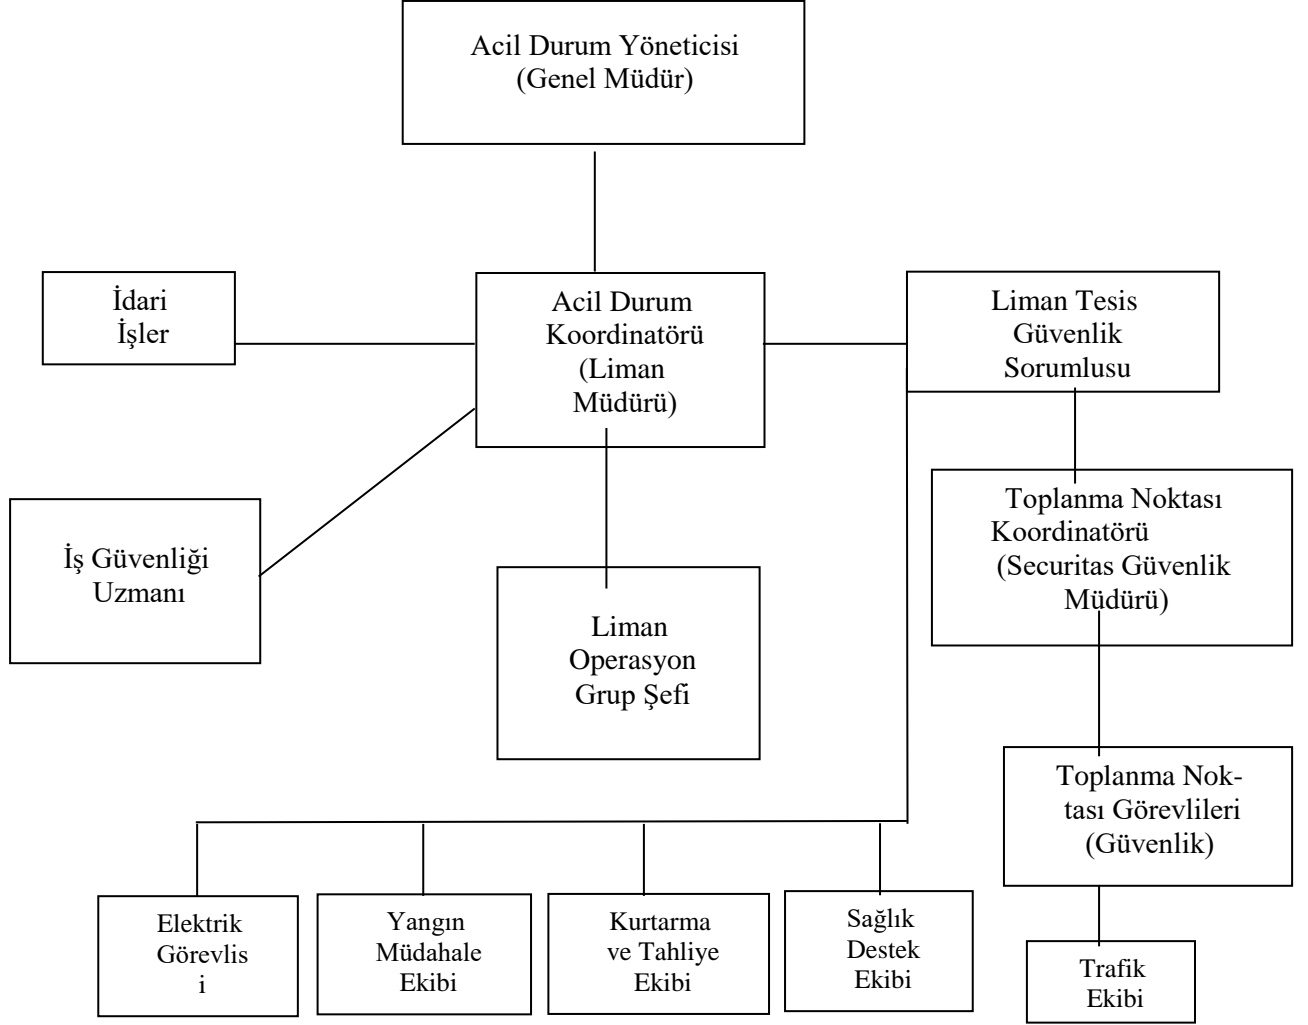 Acil Durum Yöneticisi
(Genel Müdür)
İdari
İşler
Acil Durum
Koordinatörü
(Liman
Müdürü)
Liman Tesis
Güvenlik
Sorumlusu
İş Güvenliği
Uzmanı
Liman
Operasyon
Grup Şefi
Toplanma Noktası
Koordinatörü
(Securitas Güvenlik
Müdürü)
Toplanma Nok-
tası Görevlileri
(Güvenlik)
Elektrik
Görevlis
i
Yangın
Müdahale
Ekibi
Kurtarma
ve Tahliye
Ekibi
Sağlık
Destek
Ekibi
Trafik
Ekibi